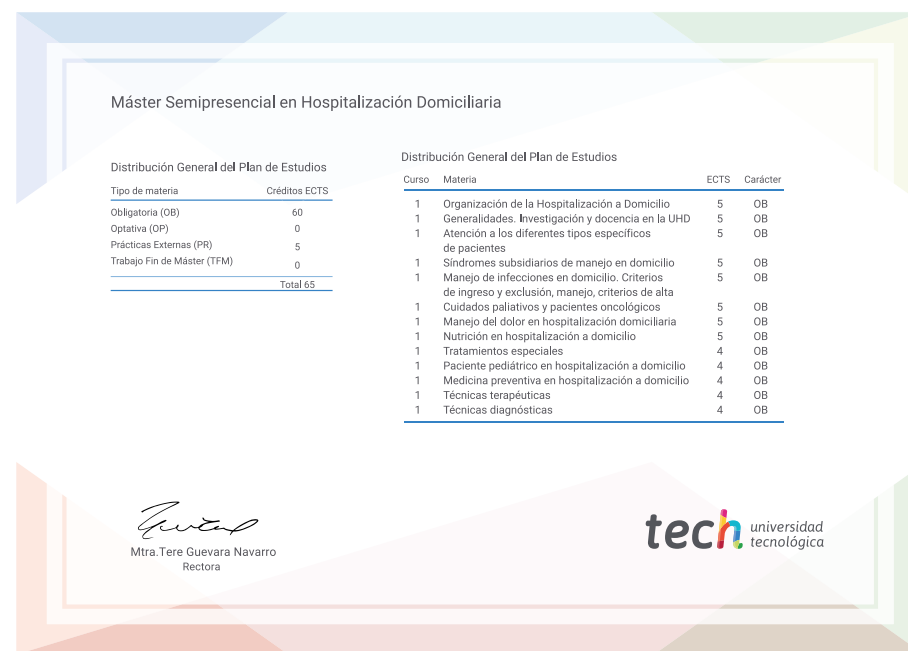 Máster Semipresencial en Hospitalización Domiciliaria
Distribución General del Plan de Estudios
Tipo de materia Créditos ECTS
Obligatoria (OB) 60
Optativa (OP) 0
Prácticas Externas (PR) 5
Trabajo Fin de Máster (TFM) 0
Total 65
Distribución General del Plan de Estudios
Curso Materia ECTS Carácter
1 Organización de la Hospitalización a Domicilio 5 OB
1 Generalidades. Investigación y docencia en la UHD 5 OB
1 Atención a los diferentes tipos específicos 5 OB
de pacientes
1 Síndromes subsidiarios de manejo en domicilio 5 OB
1 Manejo de infecciones en domicilio. Criterios 5 OB
de ingreso y exclusión, manejo, criterios de alta
1 Cuidados paliativos y pacientes oncológicos 5 OB
1 Manejo del dolor en hospitalización domiciliaria 5 OB
1 Nutrición en hospitalización a domicilio 5 OB
1 Tratamientos especiales 4 OB
1 Paciente pediátrico en hospitalización a domicilio 4 OB
1 Medicina preventiva en hospitalización a domicilio 4 OB
1 Técnicas terapéuticas 4 OB
1 Técnicas diagnósticas 4 OB
Mtra.Tere Guevara Navarro
Rectora
tech universidad
tecnológica